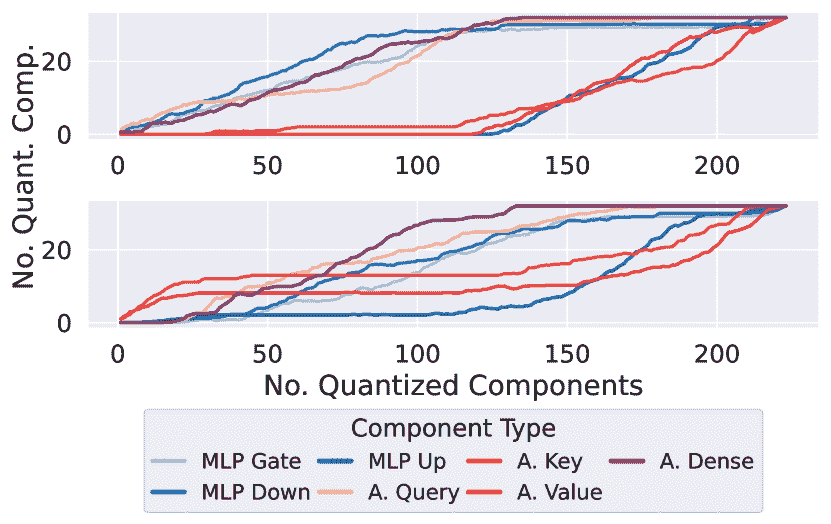 No. Quant. Comp.
20
0
0 50 100 150 200
20
0
0 50 100 150 200
No. Quantized Components
Component Type
MLP Gate MLP Up A. Key A. Dense
MLP Down A. Query A. Value